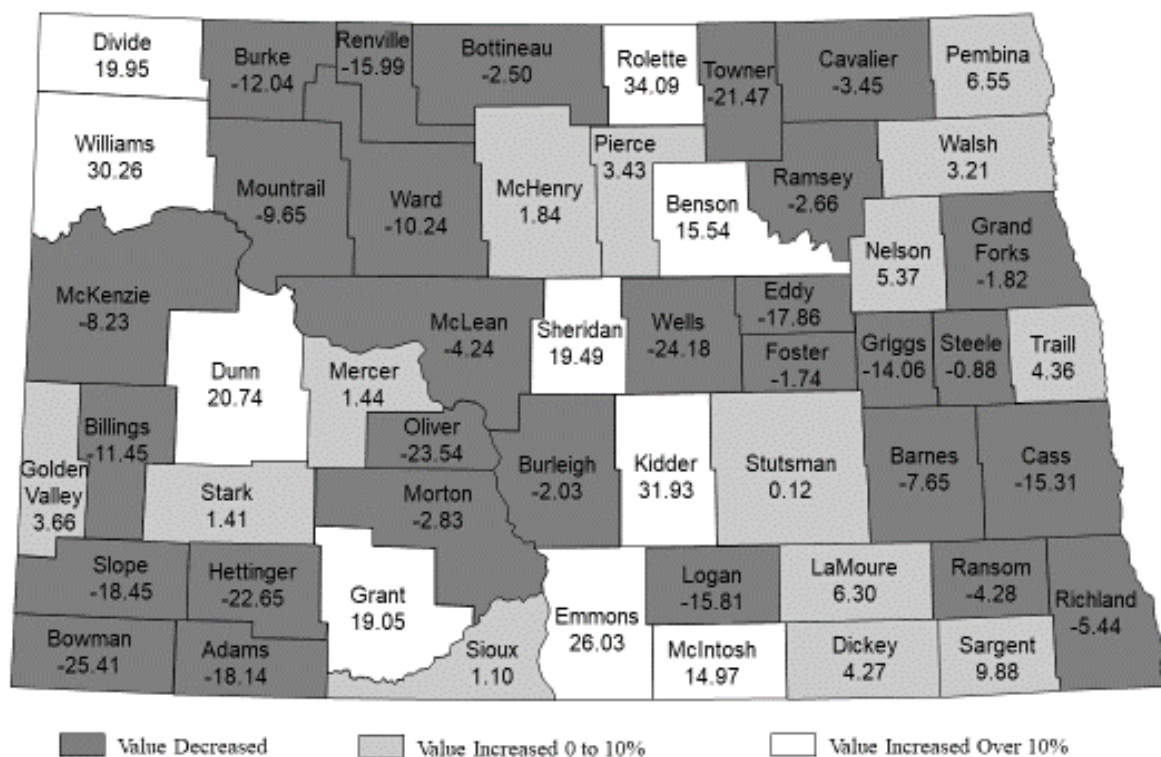 Divide
19.95
Burke
-12.04
Renville
-15.99
Bottineau
-2.50
Rolette
34.09
Towner
-21.47
Cavalier
-3.45
Pembina
6.55
Williams
30.26
Mountrail
-9.65
Ward
-10.24
McHenry
1.84
Pierce
3.43
Benson
15.54
Ramsey
-2.66
Walsh
3.21
Nelson
5.37
Grand
Forks
-1.82
McKenzie
-8.23
Dunn
20.74
McLean
-4.24
Mercer
1.44
Oliver
-23.54
Sheridan
19.49
Wells
-24.18
Eddy
-17.86
Foster
-1.74
Griggs
-14.06
Steele
-0.88
Traill
4.36
Golden
Valley
3.66
Billings
-11.45
Stark
1.41
Morton
-2.83
Burleigh
-2.03
Kidder
31.93
Stutsman
0.12
Barnes
-7.65
Cass
-15.31
Slope
-18.45
Hettinger
-22.65
Grant
19.05
Emmons
26.03
Logan
-15.81
LaMoure
6.30
Ransom
-4.28
Richland
-5.44
Bowman
-25.41
Adams
-18.14
Sioux
1.10
McIntosh
14.97
Dickey
4.27
Sargent
9.88
Value Decreased
Value Increased 0 to 10%
Value Increased Over 10%